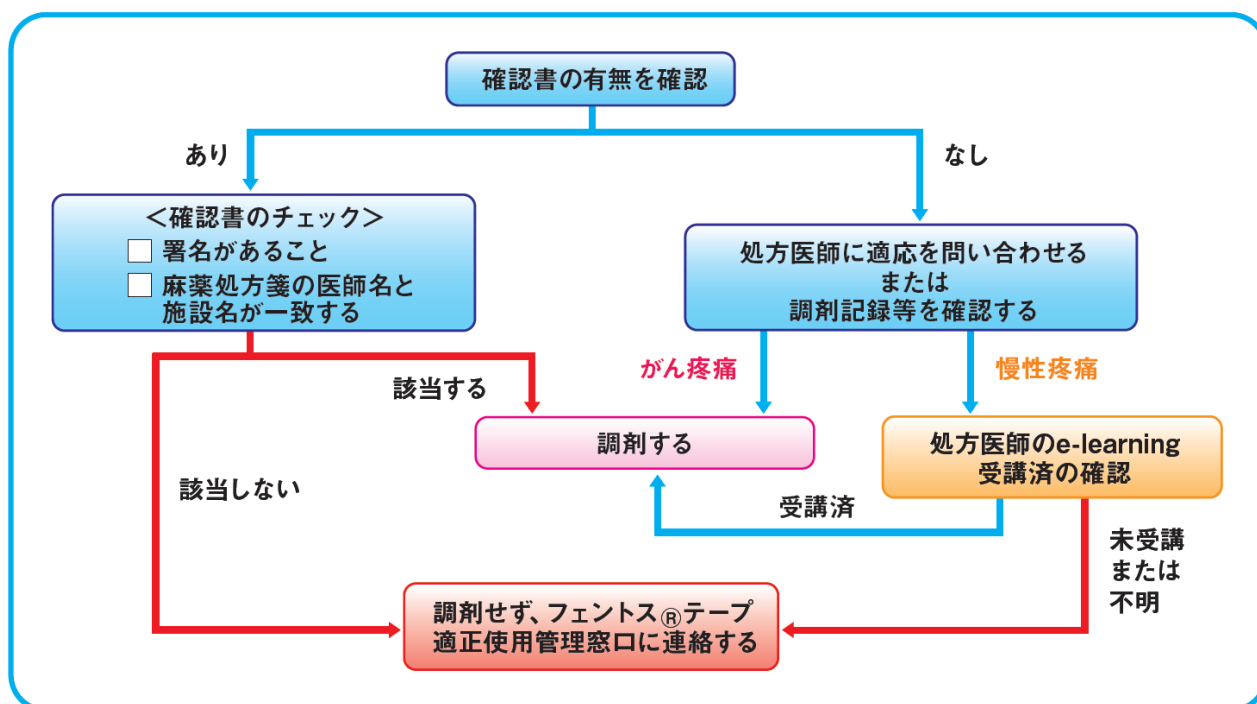 確認書の有無を確認
あり
なし
＜確認書のチェック＞
□ 署名があること
□ 麻薬処方箋の医師名と
施設名が一致する
処方医師に適応を問い合わせる
または
調剤記録等を確認する
該当する
がん疼痛
慢性疼痛
調剤する
処方医師のe-learning
受講済の確認
該当しない
受講済
未受講
または
不明
調剤せず、フェントス®テープ
適正使用管理窓口に連絡する